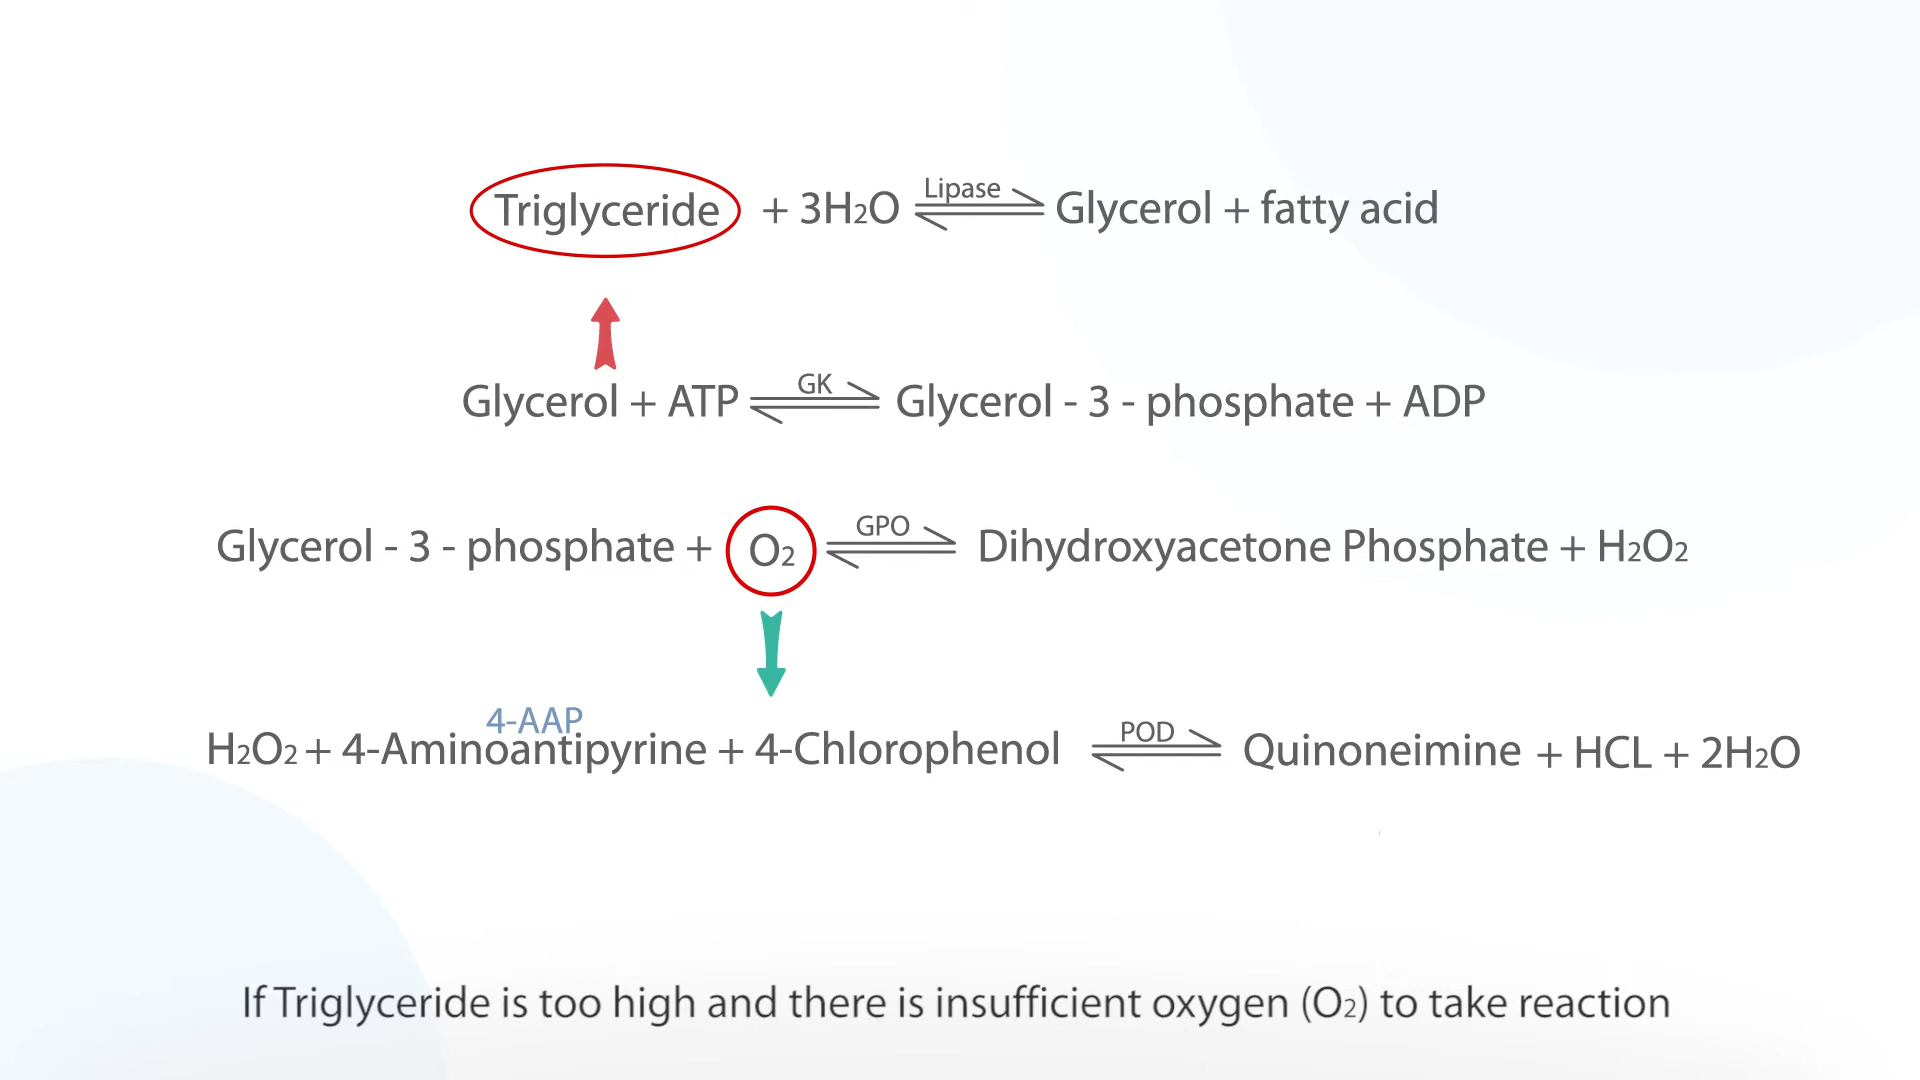 Triglyceride + 3H₂O Lipase Glycerol + fatty acid
Glycerol + ATP GK Glycerol - 3 - phosphate + ADP
Glycerol - 3 - phosphate + O₂ GPO Dihydroxyacetone Phosphate + H₂O₂
4-AAP
H₂O₂ + 4-Aminoantipyrine + 4-Chlorophenol POD Quinoneimine + HCL + 2H₂O
If Triglyceride is too high and there is insufficient oxygen (O₂) to take reaction